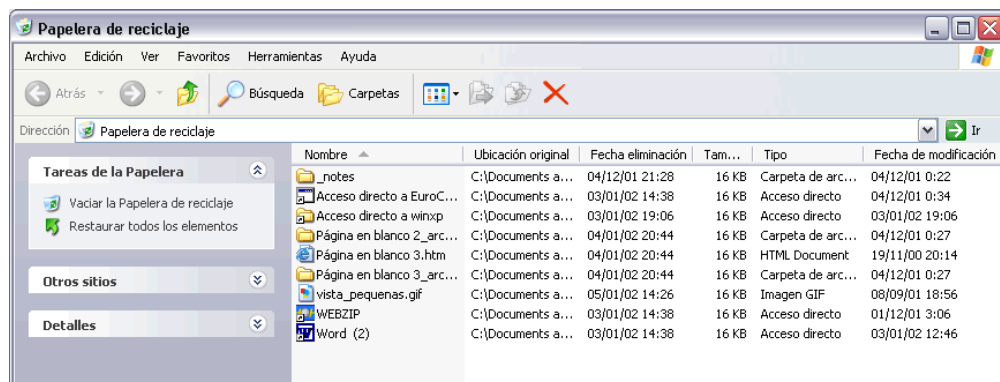 Papelera de reciclaje
Archivo Edición Ver Favoritos Herramientas Ayuda
Atrás Búsqueda Carpetas
Dirección Papelera de reciclaje Ir
Tareas de la Papelera
Vaciar la Papelera de reciclaje
Restaurar todos los elementos
Otros sitios
Detalles
Nombre Ubicación original Fecha eliminación Tam... Tipo Fecha de modificación
_notes C:\Documents a... 04/12/01 21:28 16 KB Carpeta de arc... 04/12/01 0:22
Acceso directo a EuroC... C:\Documents a... 03/01/02 14:38 16 KB Acceso directo 04/12/01 0:34
Acceso directo a winxp C:\Documents a... 03/01/02 19:06 16 KB Acceso directo 03/01/02 19:06
Página en blanco 2_arc... C:\Documents a... 04/01/02 20:44 16 KB Carpeta de arc... 04/12/01 0:27
Página en blanco 3.htm C:\Documents a... 04/01/02 20:44 16 KB HTML Document 19/11/00 20:14
Página en blanco 3_arc... C:\Documents a... 04/01/02 20:44 16 KB Carpeta de arc... 04/12/01 0:27
vista_pequenas.gif C:\Documents a... 05/01/02 14:26 16 KB Imagen GIF 08/09/01 18:56
WEBZIP C:\Documents a... 03/01/02 14:38 16 KB Acceso directo 01/12/01 3:06
Word (2) C:\Documents a... 03/01/02 14:38 16 KB Acceso directo 03/01/02 12:46